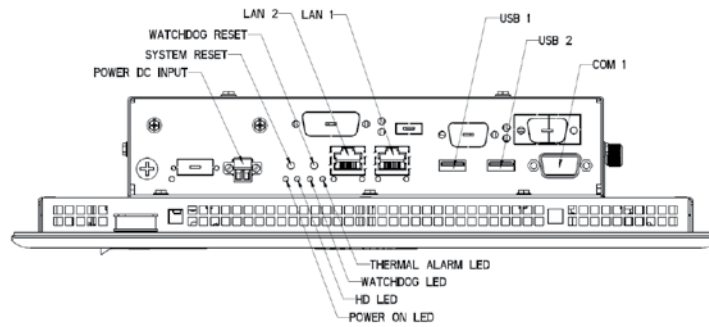 LAN 2
LAN 1
USB 1
WATCHDOG RESET
USB 2
SYSTEM RESET
COM 1
POWER DC INPUT
THERMAL ALARM LED
WATCHDOG LED
HD LED
POWER ON LED